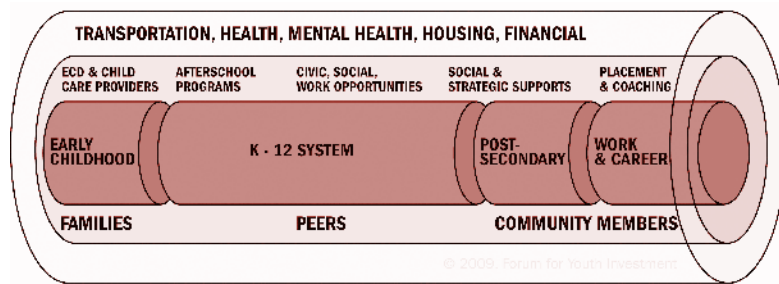 TRANSPORTATION, HEALTH, MENTAL HEALTH, HOUSING, FINANCIAL
ECD & CHILD
CARE PROVIDERS
AFTERSCHOOL
PROGRAMS
CIVIC, SOCIAL,
WORK OPPORTUNITIES
SOCIAL &
STRATEGIC SUPPORTS
PLACEMENT
& COACHING
EARLY
CHILDHOOD
K - 12 SYSTEM
POST-
SECONDARY
WORK
& CAREER
FAMILIES
PEERS
COMMUNITY MEMBERS
© 2009, Forum for Youth Investment